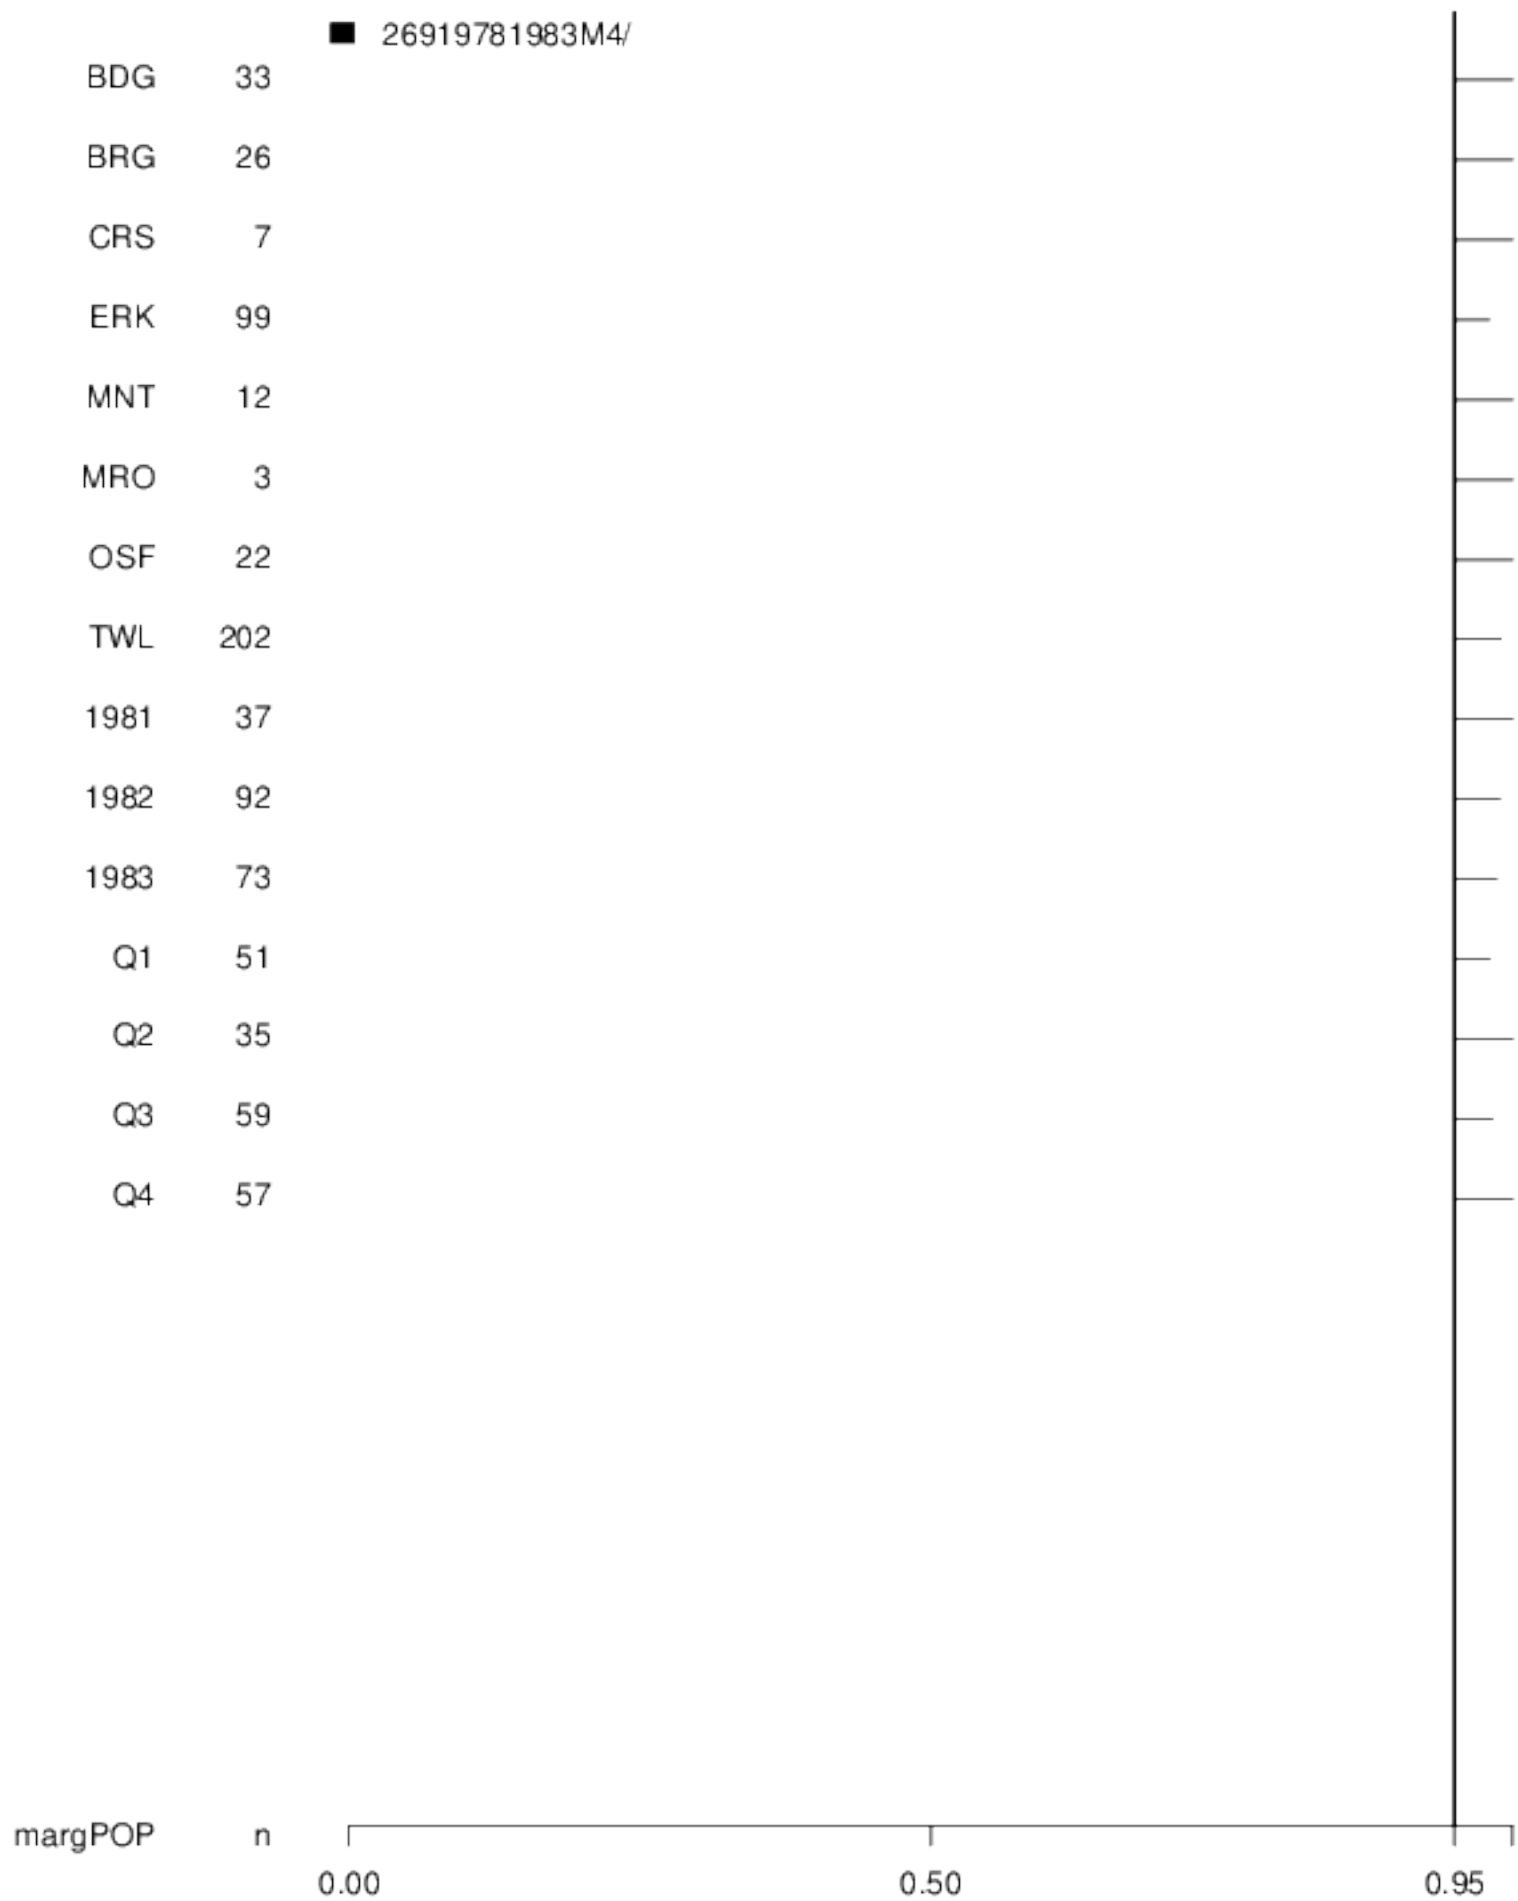 26919781983M4/
BDG 33
BRG 26
CRS 7
ERK 99
MNT 12
MRO 3
OSF 22
TWL 202
1981 37
1982 92
1983 73
Q1 51
Q2 35
Q3 59
Q4 57
margPOP n
0.00 0.50 0.95